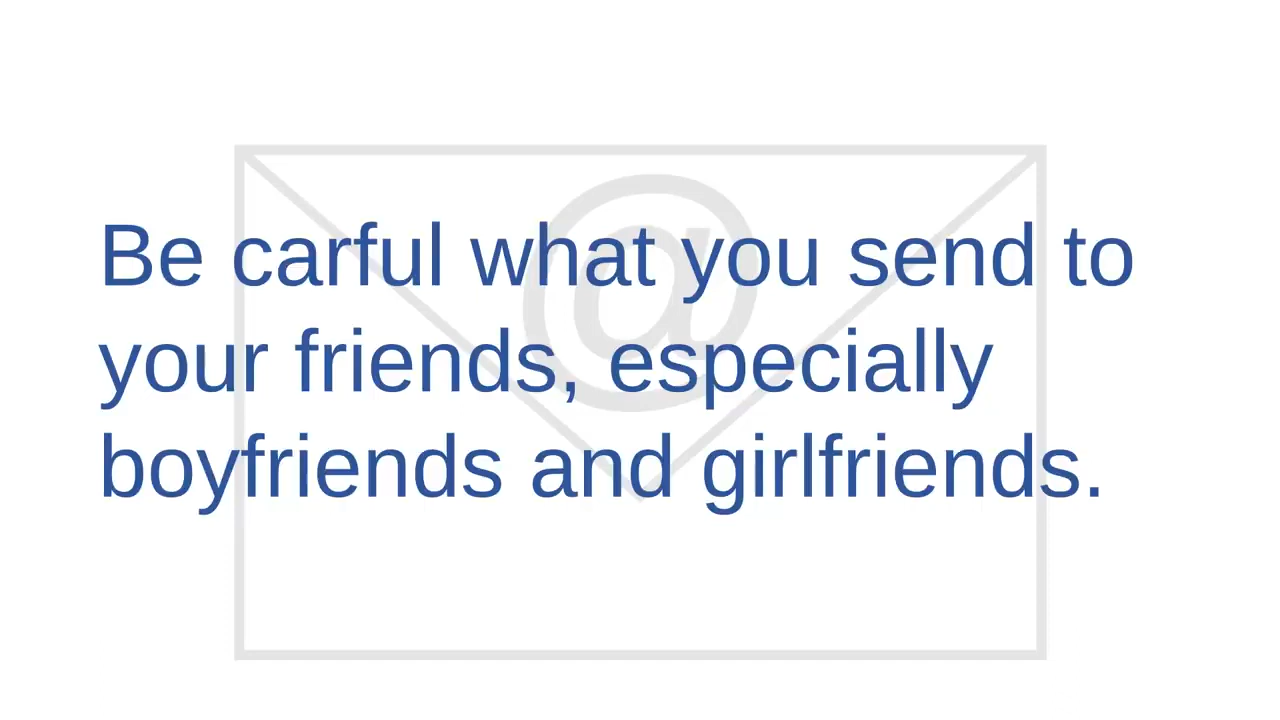 Be carful what you send to
your friends, especially
boyfriends and girlfriends.
@